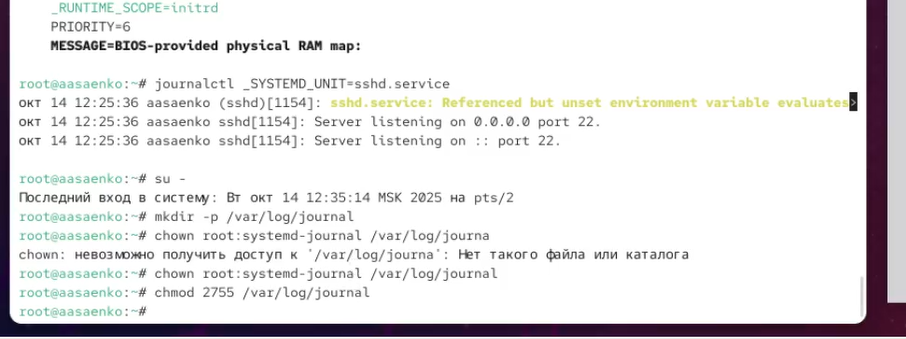 _RUNTIME_SCOPE=initrd
PRIORITY=6
MESSAGE=BIOS-provided physical RAM map:
root@aasaenko:~# journalctl _SYSTEMD_UNIT=sshd.service
окт 14 12:25:36 aasaenko (sshd)[1154]: sshd.service: Referenced but unset environment variable evaluates>
окт 14 12:25:36 aasaenko sshd[1154]: Server listening on 0.0.0.0 port 22.
окт 14 12:25:36 aasaenko sshd[1154]: Server listening on :: port 22.
root@aasaenko:~# su -
Последний вход в систему: Вт окт 14 12:35:14 MSK 2025 на pts/2
root@aasaenko:~# mkdir -p /var/log/journal
root@aasaenko:~# chown root:systemd-journal /var/log/journa
chown: невозможно получить доступ к '/var/log/journa': Нет такого файла или каталога
root@aasaenko:~# chown root:systemd-journal /var/log/journal
root@aasaenko:~# chmod 2755 /var/log/journal
root@aasaenko:~#